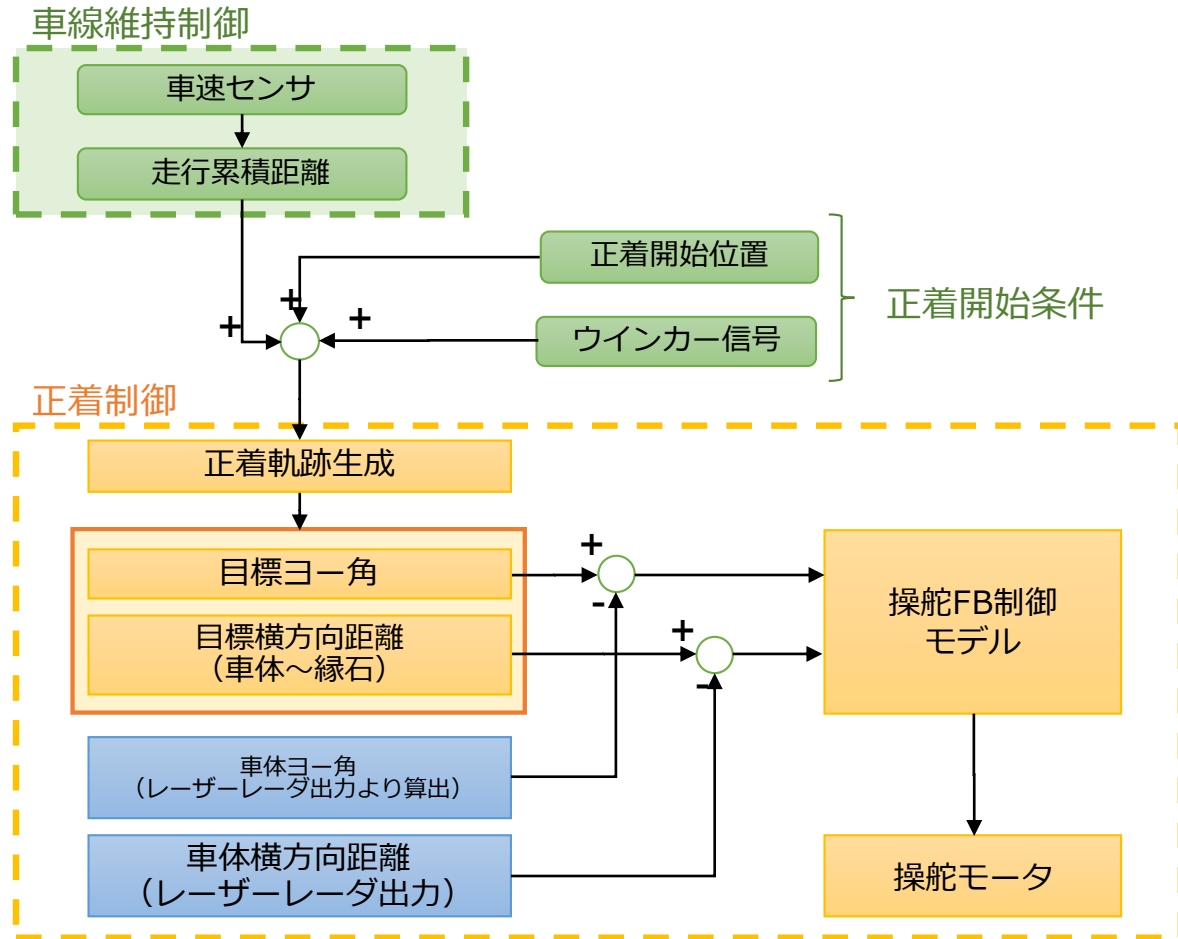 車線維持制御
車速センサ
走行累積距離
正着開始位置
ウインカー信号
正着開始条件
+
+
+
正着制御
正着軌跡生成
目標ヨー角
目標横方向距離
（車体～縁石）
+
-
+
-
操舵FB制御
モデル
車体ヨー角
（レーザーレーダ出力より算出）
車体横方向距離
（レーザーレーダ出力）
操舵モータ